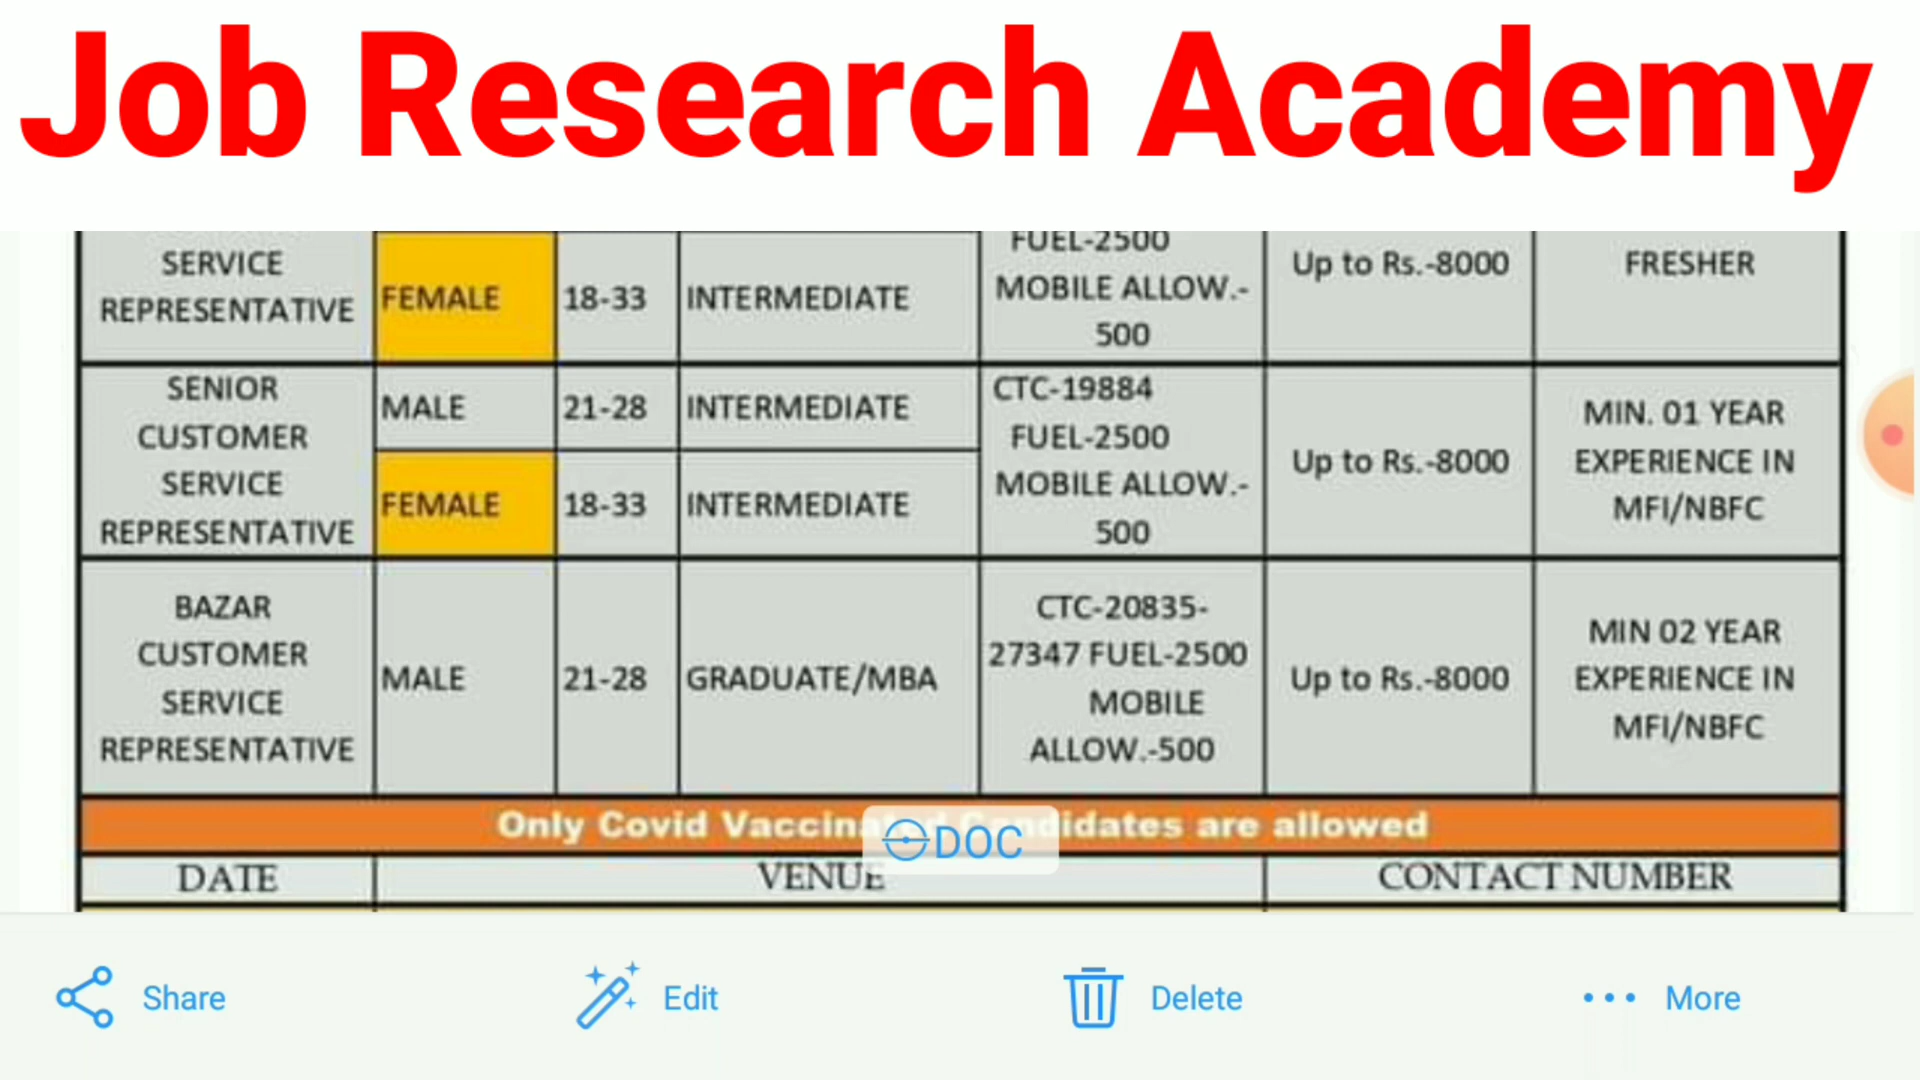 Job Research Academy
SERVICE
REPRESENTATIVE
FEMALE
18-33
INTERMEDIATE
FUEL-2500
MOBILE ALLOW.-
500
Up to Rs.-8000
FRESHER
SENIOR
CUSTOMER
SERVICE
REPRESENTATIVE
MALE
21-28
INTERMEDIATE
FEMALE
18-33
INTERMEDIATE
CTC-19884
FUEL-2500
MOBILE ALLOW.-
500
Up to Rs.-8000
MIN. 01 YEAR
EXPERIENCE IN
MFI/NBFC
BAZAR
CUSTOMER
SERVICE
REPRESENTATIVE
MALE
21-28
GRADUATE/MBA
CTC-20835-
27347 FUEL-2500
MOBILE
ALLOW.-500
Up to Rs.-8000
MIN 02 YEAR
EXPERIENCE IN
MFI/NBFC
Only Covid Vaccinated Candidates are allowed
DOC
DATE
VENUE
CONTACT NUMBER
Share
Edit
Delete
More